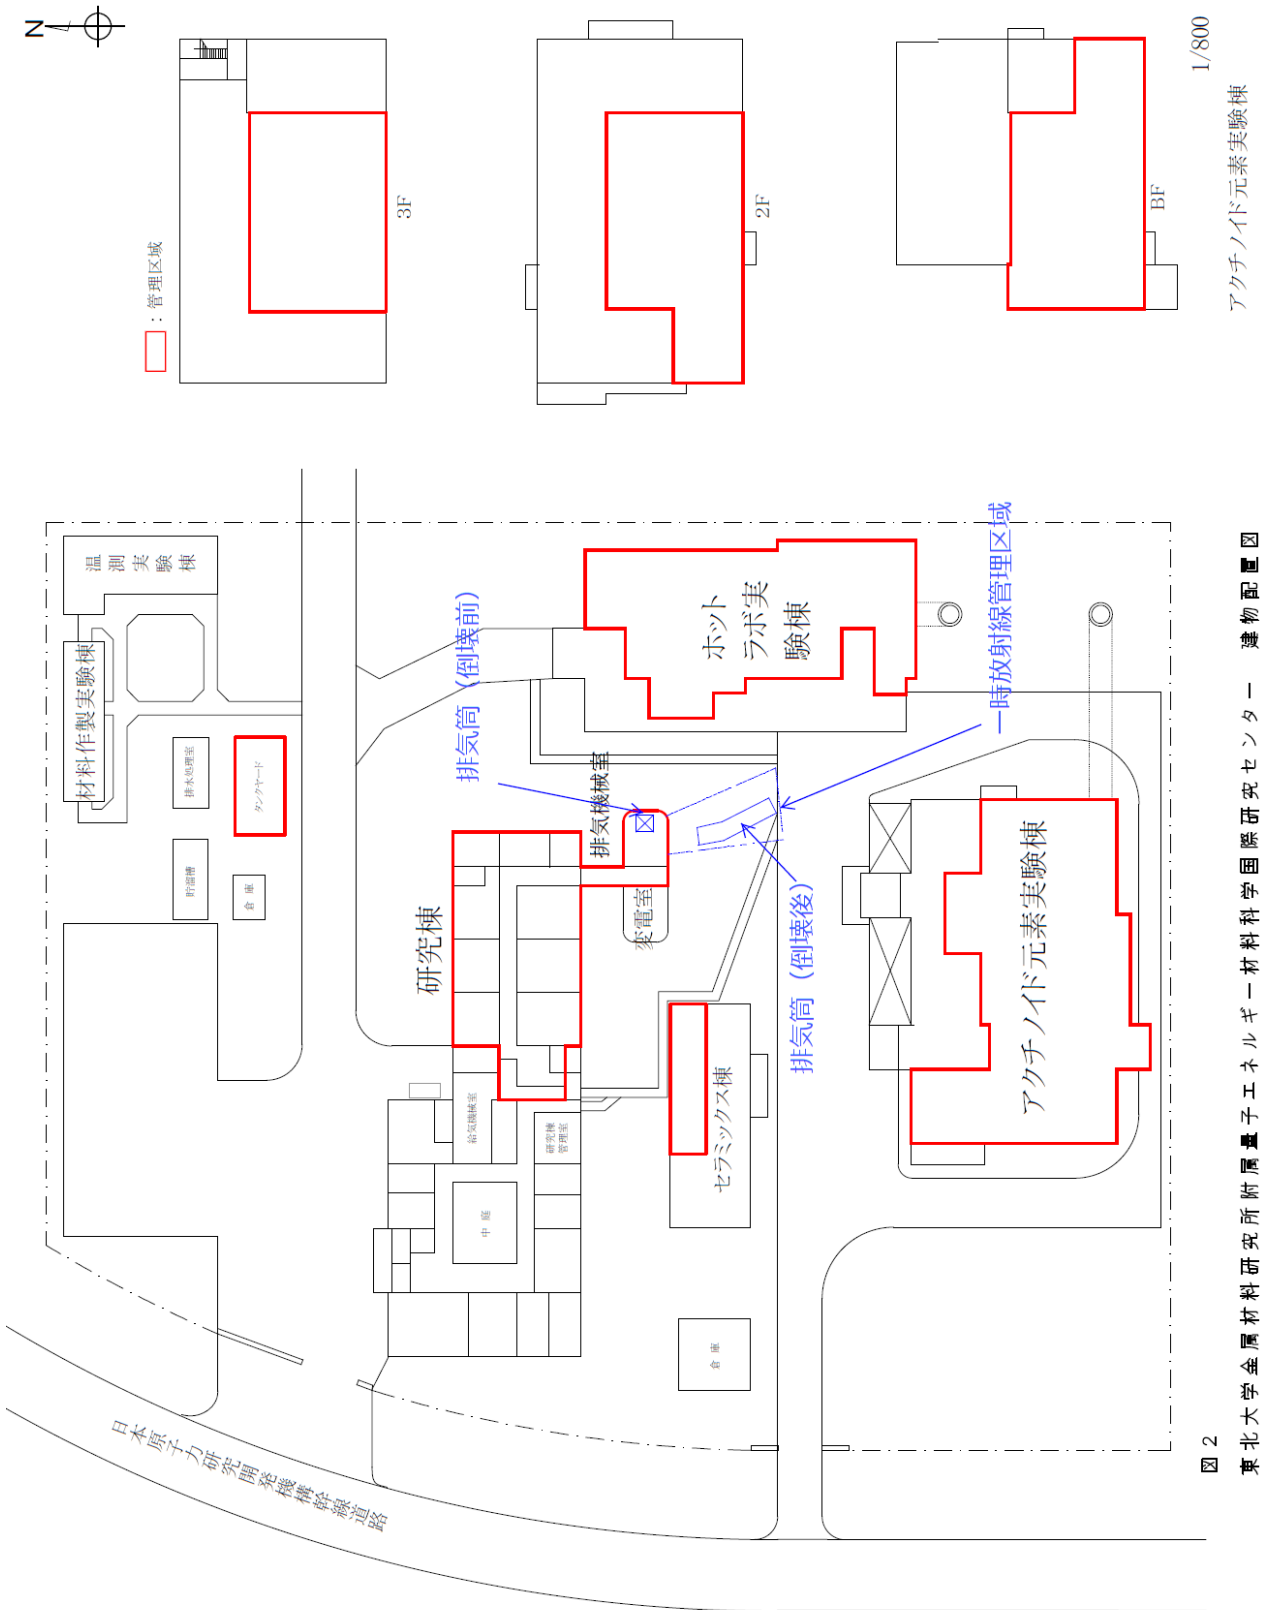 N
□：管理区域
3F
2F
BF
1/800
アクチノイド元素実験棟
温測実験棟
材料作製実験棟
排水処理室
タンクヤード
貯溜槽
倉庫
排気筒（倒壊前）
排気機械室
ホット
ラボ実
験棟
一時放射線管理区域
研究棟
変電室
排気筒（倒壊後）
アクチノイド元素実験棟
セラミックス棟
給気機械室
研究棟
管理室
中庭
倉庫
日本原子力研究開発機構幹線道路
図２
東北大学金属材料研究所附属量子エネルギー材料科学国際研究センター　建物配置図